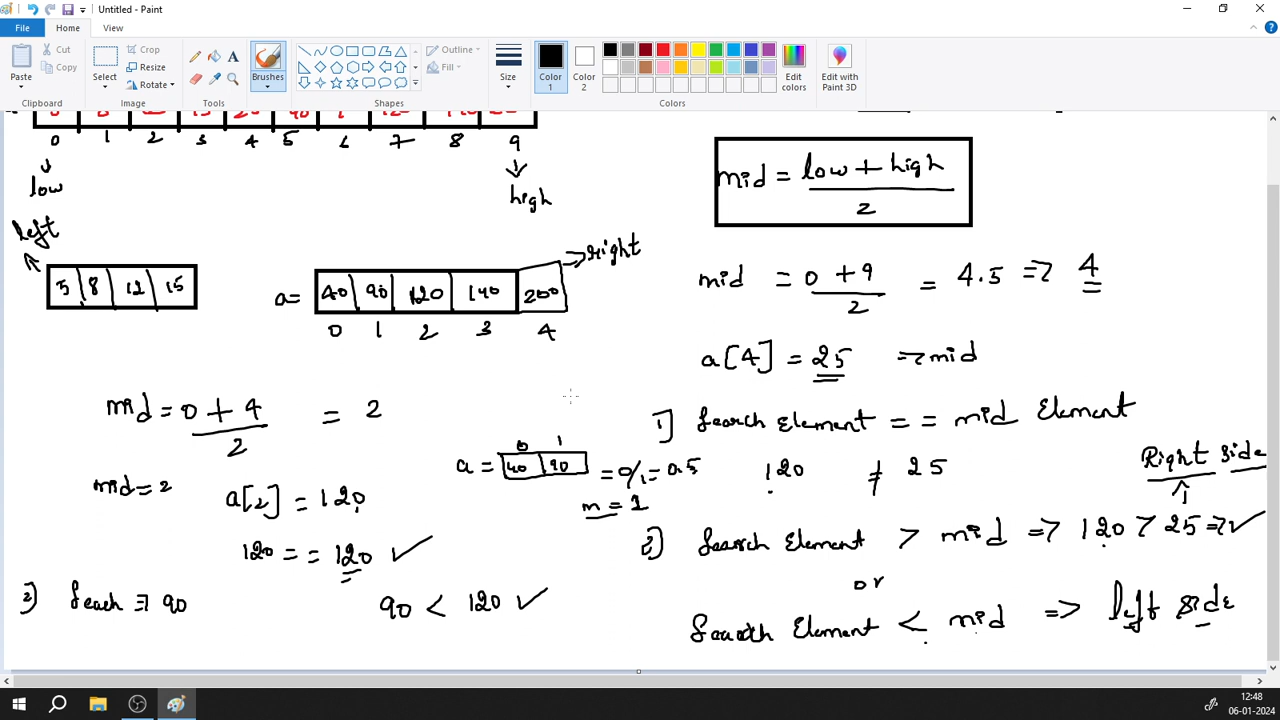 Untitled - Paint
File Home View
Paste Cut Copy Clipboard
Select Crop Resize Rotate Image
Tools
Brushes
Outline Fill Shapes
Size
Color 1
Color 2
Edit colors
Colors
Edit with Paint 3D
0 1 2 3 4 5 6 7 8 9
low
high
mid = low + high / 2
left
5 8 12 15
right
a= 40 90 120 140 200
0 1 2 3 4
mid = 0 + 9 / 2 = 4.5 => 4
a[4] = 25 => mid
mid = 0 + 4 / 2 = 2
1] Search Element = = mid Element
0 1
a = 40 90 = 0/1 = 0.5
m = 1
120 ≠ 25
Right side
mid = 2
a[2] = 120
120 = = 120 ✓
2] Search Element > mid => 120 > 25 => ✓
or
90 < 120 ✓
Search Element < mid => left side
12:48
06-01-2024